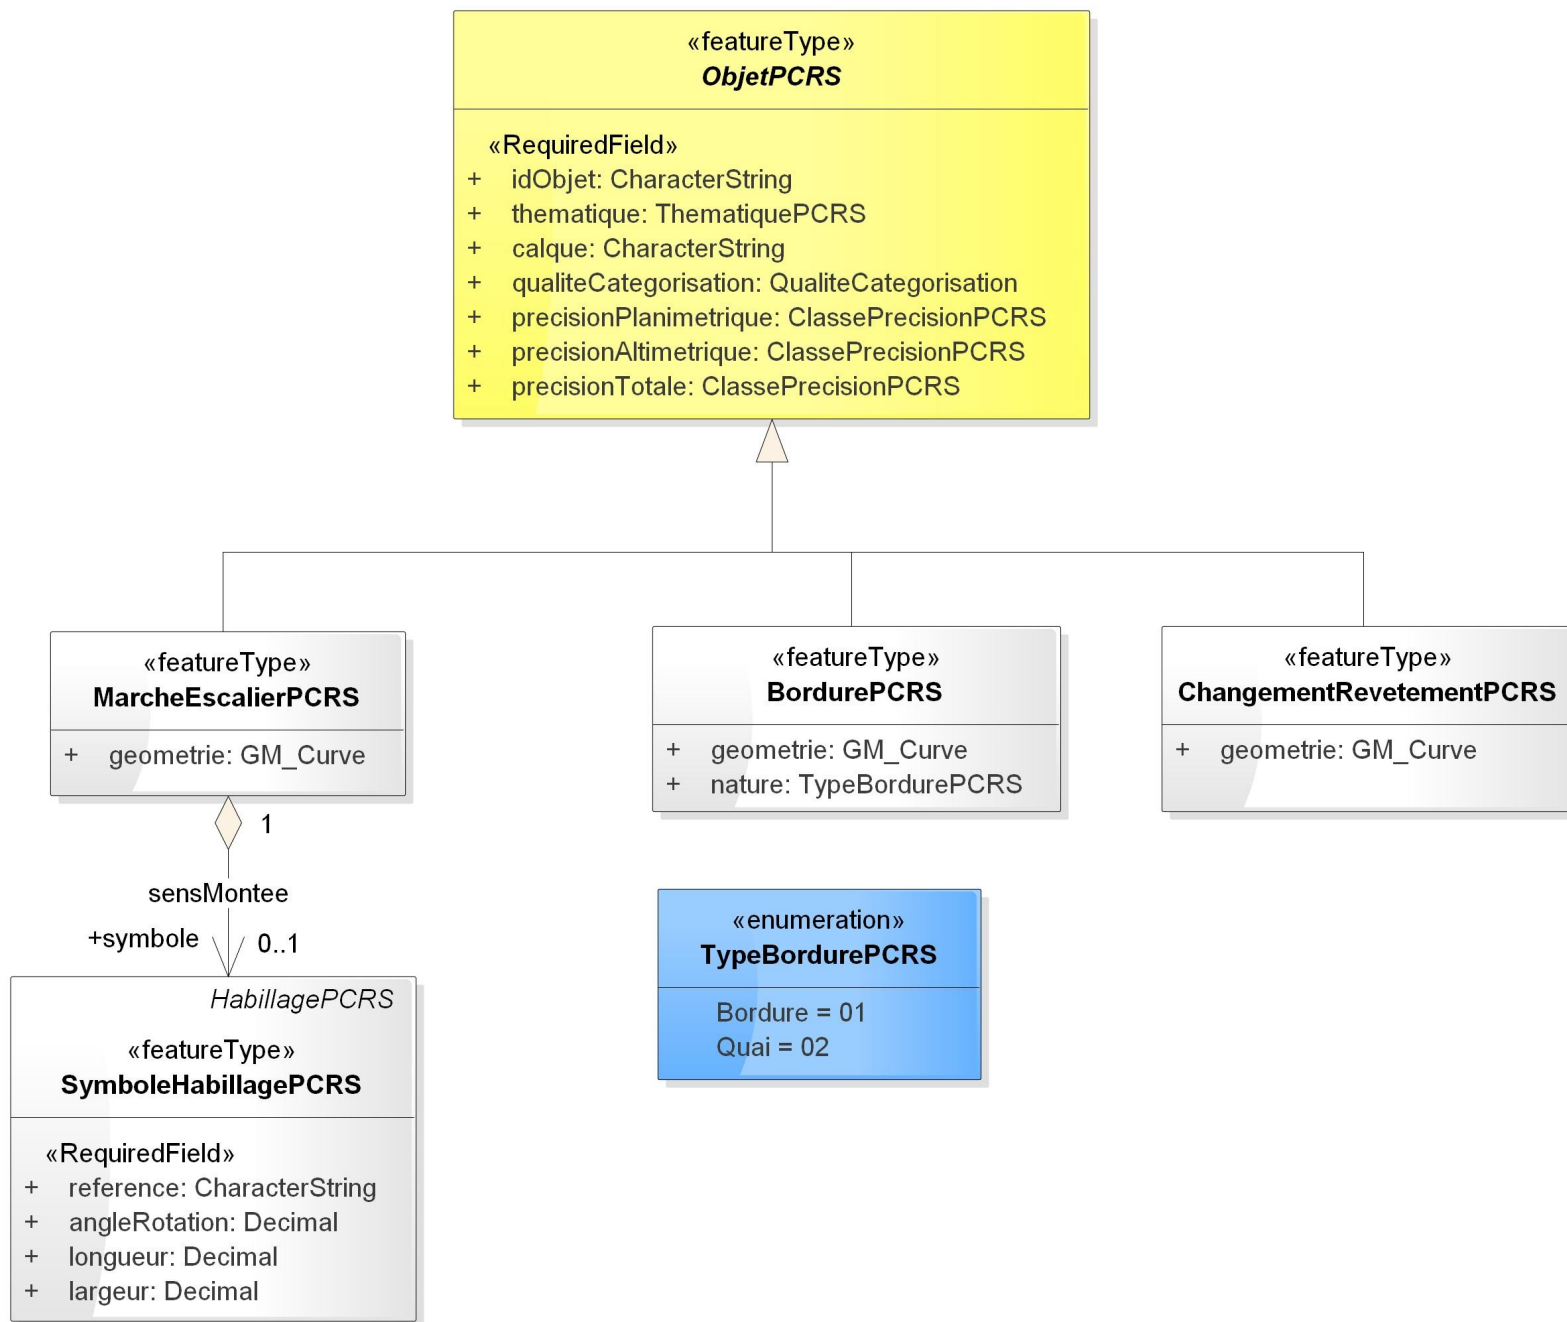 «featureType»
ObjetPCRS
«RequiredField»
+ idObjet: CharacterString
+ thematique: ThematiquePCRS
+ calque: CharacterString
+ qualiteCategorisation: QualiteCategorisation
+ precisionPlanimetrique: ClassePrecisionPCRS
+ precisionAltimetrique: ClassePrecisionPCRS
+ precisionTotale: ClassePrecisionPCRS
«featureType»
MarcheEscalierPCRS
+ geometrie: GM_Curve
«featureType»
BordurePCRS
+ geometrie: GM_Curve
+ nature: TypeBordurePCRS
«featureType»
ChangementRevetementPCRS
+ geometrie: GM_Curve
1
sensMontee
+symbole
0..1
«enumeration»
TypeBordurePCRS
Bordure = 01
Quai = 02
HabillagePCRS
«featureType»
SymboleHabillagePCRS
«RequiredField»
+ reference: CharacterString
+ angleRotation: Decimal
+ longueur: Decimal
+ largeur: Decimal